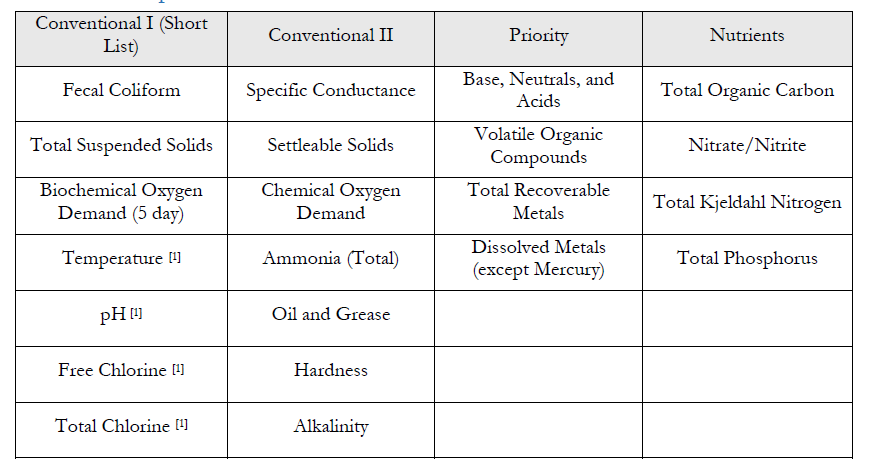 Conventional I (Short
List)
Conventional II
Priority
Nutrients
Fecal Coliform
Specific Conductance
Base, Neutrals, and
Acids
Total Organic Carbon
Total Suspended Solids
Settleable Solids
Volatile Organic
Compounds
Nitrate/Nitrite
Biochemical Oxygen
Demand (5 day)
Chemical Oxygen
Demand
Total Recoverable
Metals
Total Kjeldahl Nitrogen
Temperature [1]
Ammonia (Total)
Dissolved Metals
(except Mercury)
Total Phosphorus
pH [1]
Oil and Grease
Free Chlorine [1]
Hardness
Total Chlorine [1]
Alkalinity